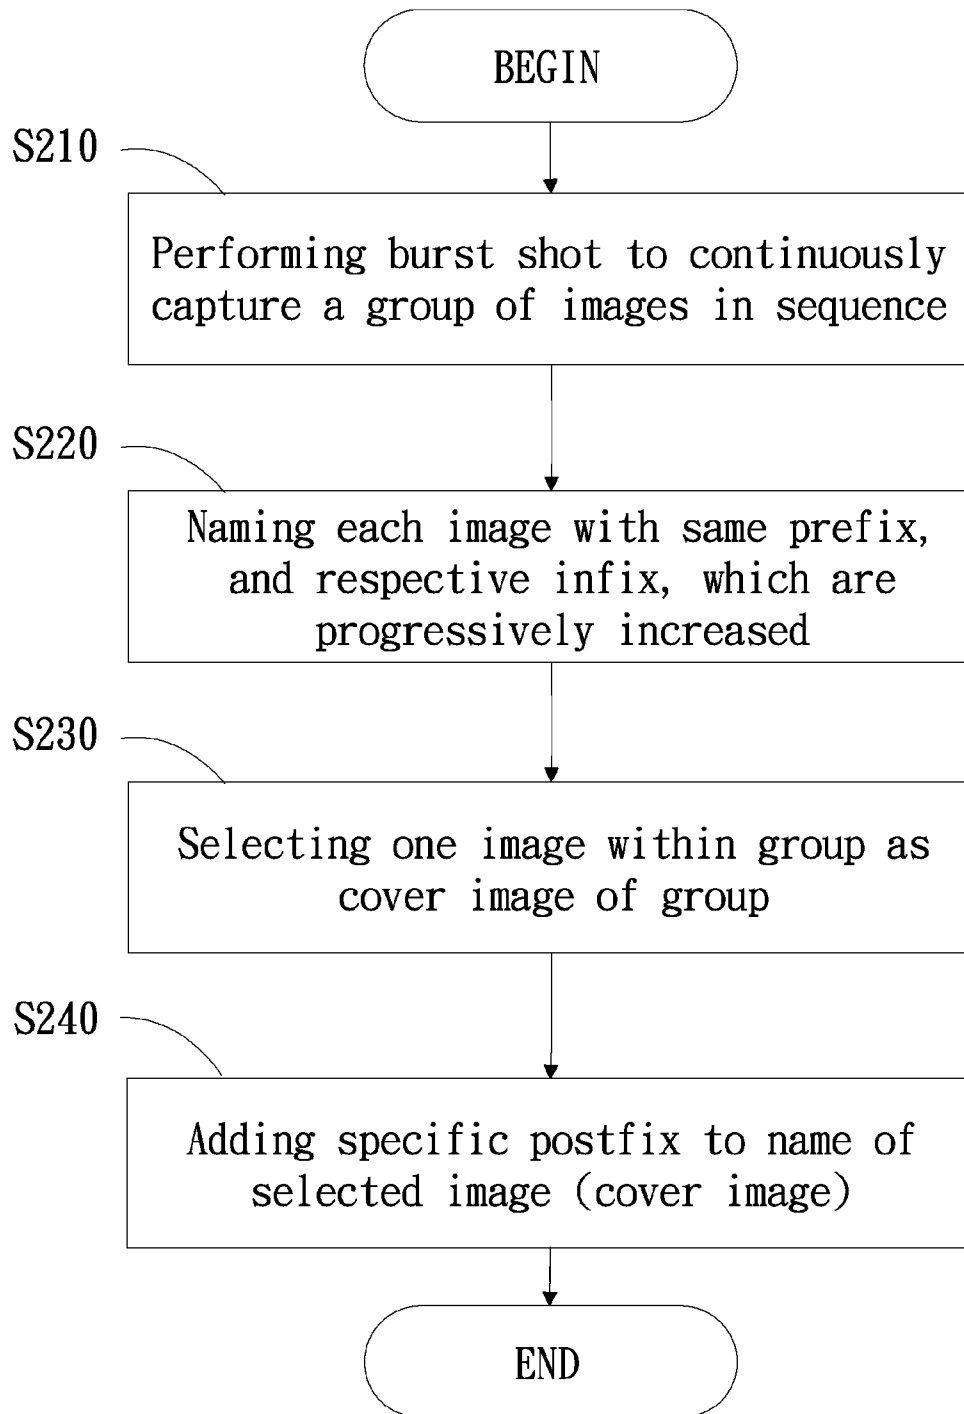 BEGIN
S210
Performing burst shot to continuously
capture a group of images in sequence
S220
Naming each image with same prefix,
and respective infix, which are
progressively increased
S230
Selecting one image within group as
cover image of group
S240
Adding specific postfix to name of
selected image (cover image)
END